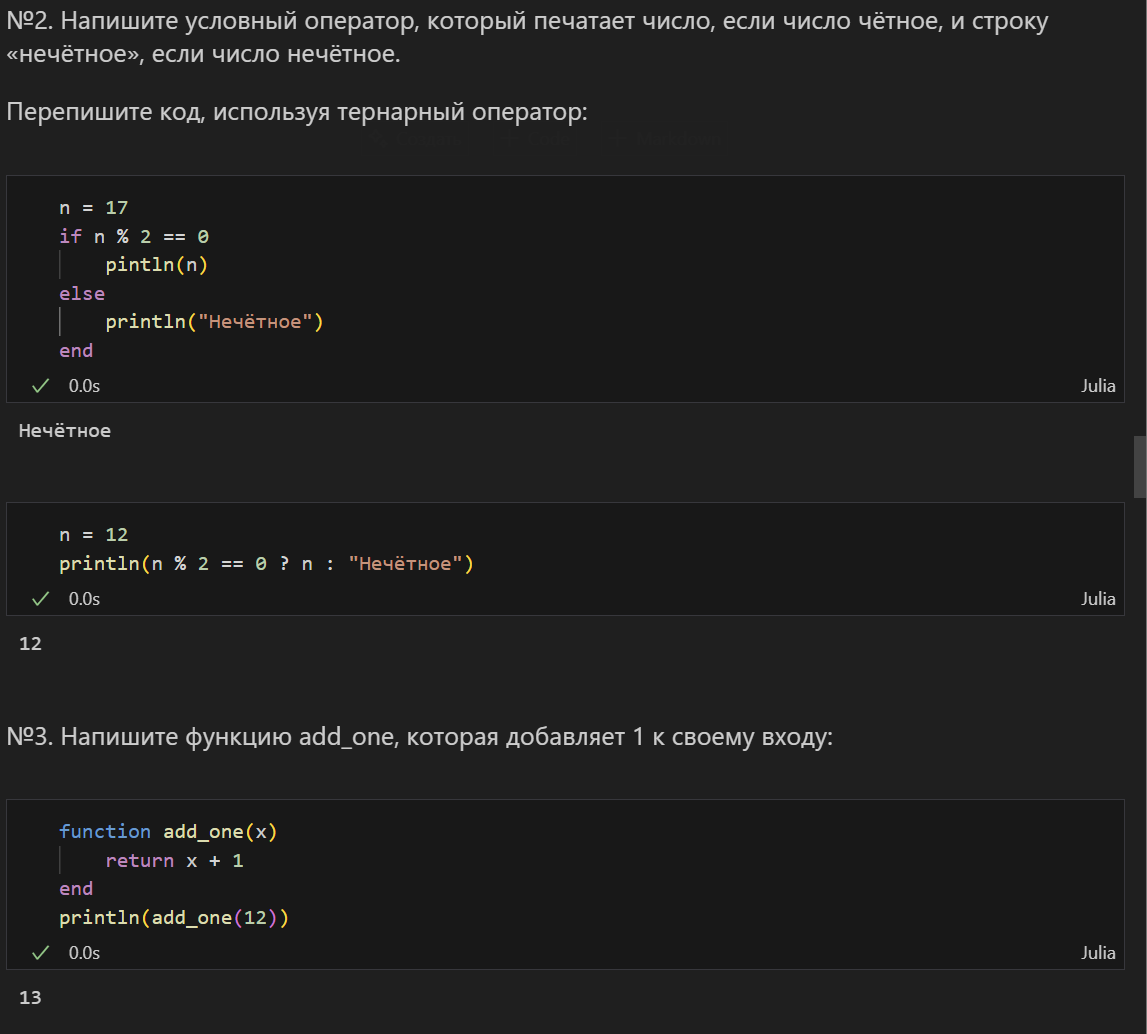 №2. Напишите условный оператор, который печатает число, если число чётное, и строку
«нечётное», если число нечётное.
Перепишите код, используя тернарный оператор:
n = 17
if n % 2 == 0
    pintln(n)
else
    println("Нечётное")
end
0.0s
Julia
Нечётное
n = 12
println(n % 2 == 0 ? n : "Нечётное")
0.0s
Julia
12
№3. Напишите функцию add_one, которая добавляет 1 к своему входу:
function add_one(x)
    return x + 1
end
println(add_one(12))
0.0s
Julia
13